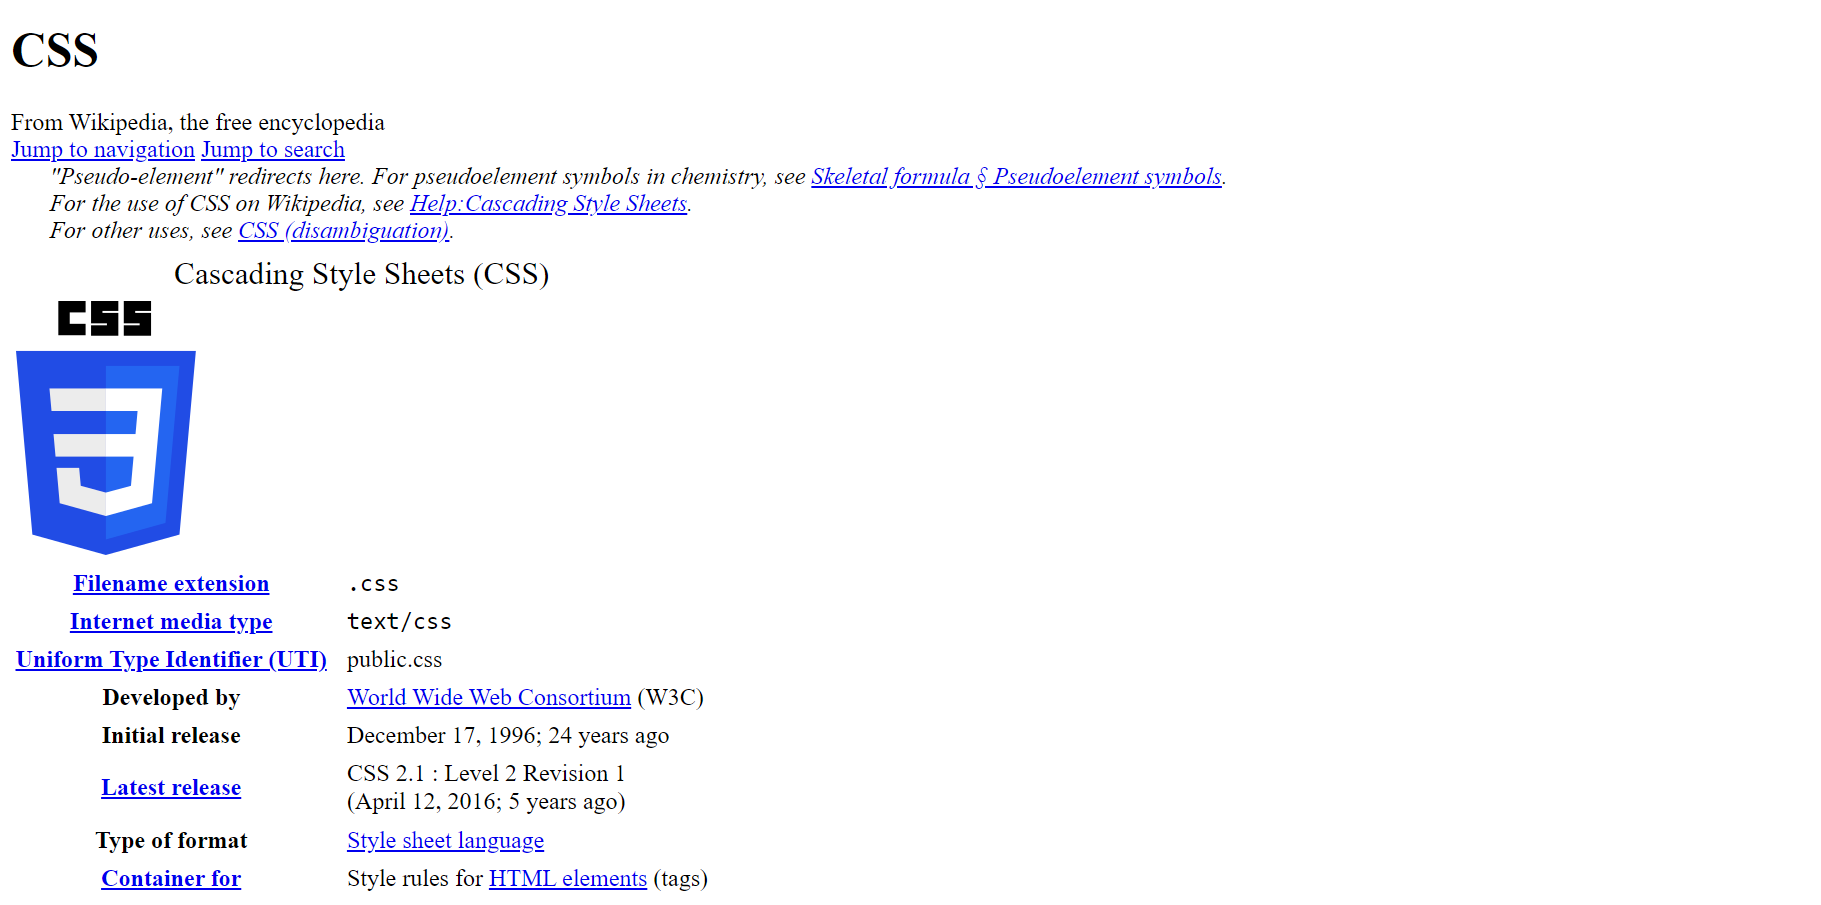 CSS
From Wikipedia, the free encyclopedia
Jump to navigation Jump to search
"Pseudo-element" redirects here. For pseudoelement symbols in chemistry, see Skeletal formula § Pseudoelement symbols.
For the use of CSS on Wikipedia, see Help:Cascading Style Sheets.
For other uses, see CSS (disambiguation).
Cascading Style Sheets (CSS)
CSS
3
Filename extension .css
Internet media type text/css
Uniform Type Identifier (UTI) public.css
Developed by World Wide Web Consortium (W3C)
Initial release December 17, 1996; 24 years ago
Latest release CSS 2.1 : Level 2 Revision 1
(April 12, 2016; 5 years ago)
Type of format Style sheet language
Container for Style rules for HTML elements (tags)